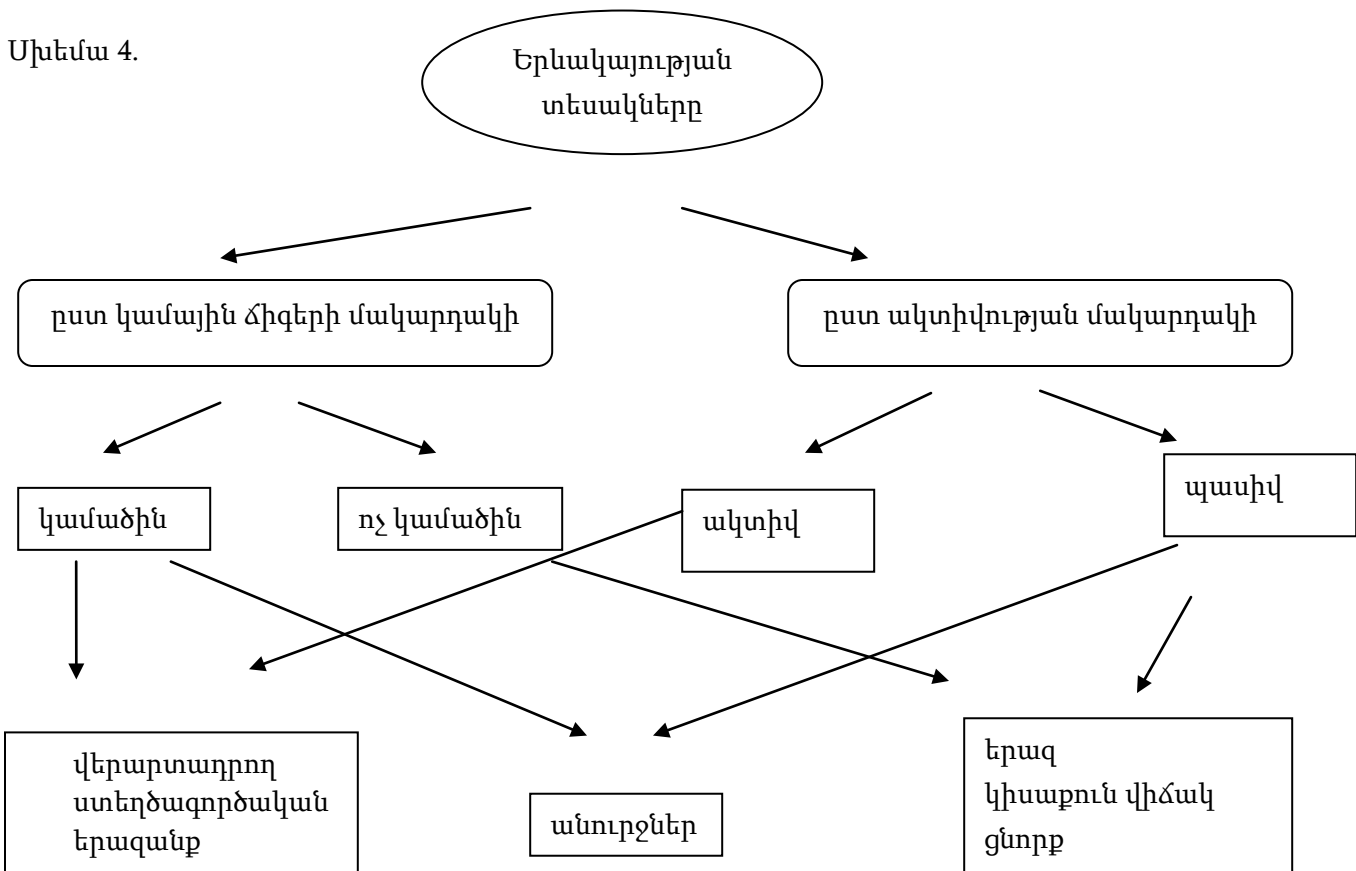 Սխեմա 4.
Երևակայության
տեսակները
ըստ կամային ճիգերի մակարդակի
ըստ ակտիվության մակարդակի
կամածին
ոչ կամածին
ակտիվ
պասիվ
վերարտադրող
ստեղծագործական
երազանք
անուրջներ
երազ
կիսաքուն վիճակ
ցնորք